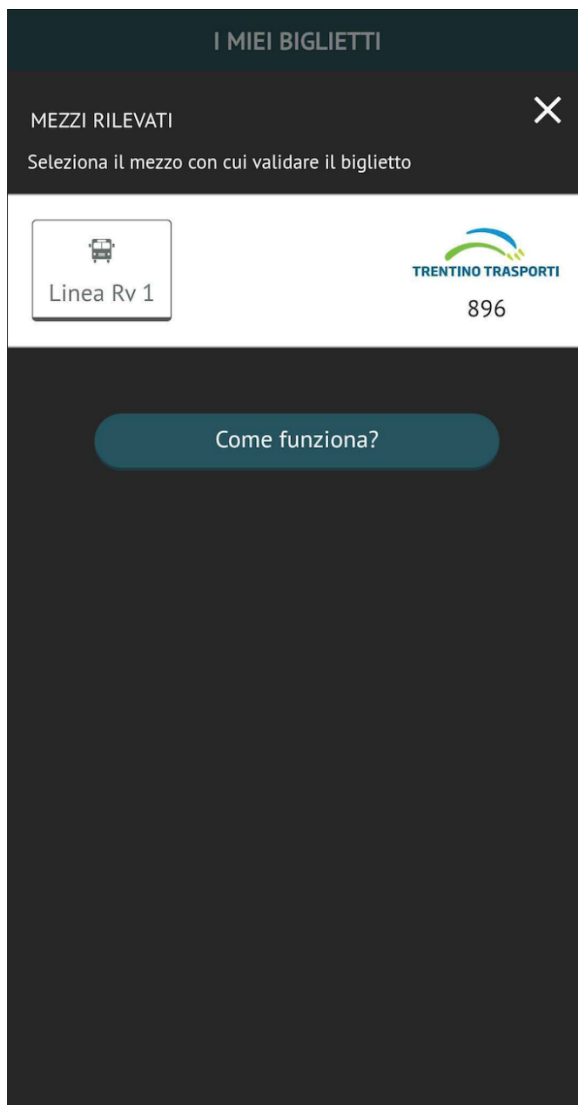 I MIEI BIGLIETTI
MEZZI RILEVATI
Seleziona il mezzo con cui validare il biglietto
Linea Rv 1
TRENTINO TRASPORTI
896
Come funziona?